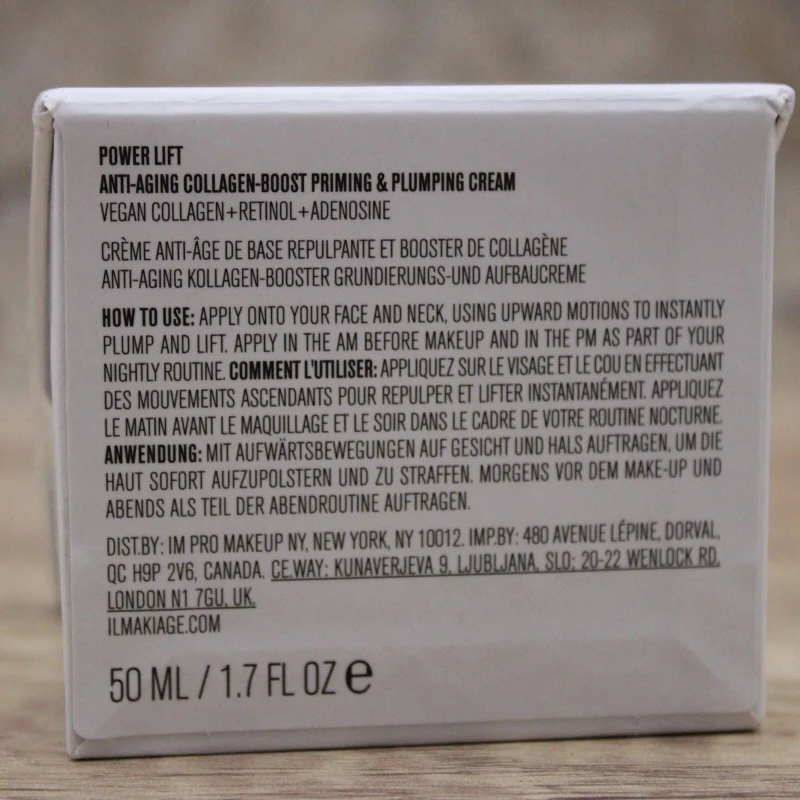 POWER LIFT
ANTI-AGING COLLAGEN-BOOST PRIMING & PLUMPING CREAM
VEGAN COLLAGEN+RETINOL+ADENOSINE
CRÈME ANTI-ÂGE DE BASE REPULPANTE ET BOOSTER DE COLLAGÈNE
ANTI-AGING KOLLAGEN-BOOSTER GRUNDIERUNGS-UND AUFBAUCREME
HOW TO USE: APPLY ONTO YOUR FACE AND NECK, USING UPWARD MOTIONS TO INSTANTLY
PLUMP AND LIFT. APPLY IN THE AM BEFORE MAKEUP AND IN THE PM AS PART OF YOUR
NIGHTLY ROUTINE. COMMENT L'UTILISER: APPLIQUEZ SUR LE VISAGE ET LE COU EN EFFECTUANT
DES MOUVEMENTS ASCENDANTS POUR REPULPER ET LIFTER INSTANTANÉMENT. APPLIQUEZ
LE MATIN AVANT LE MAQUILLAGE ET LE SOIR DANS LE CADRE DE VOTRE ROUTINE NOCTURNE.
ANWENDUNG: MIT AUFWÄRTSBEWEGUNGEN AUF GESICHT UND HALS AUFTRAGEN, UM DIE
HAUT SOFORT AUFZUPOLSTERN UND ZU STRAFFEN. MORGENS VOR DEM MAKE-UP UND
ABENDS ALS TEIL DER ABENDROUTINE AUFTRAGEN.
DIST.BY: IM PRO MAKEUP NY, NEW YORK, NY 10012. IMP.BY: 480 AVENUE LÉPINE, DORVAL,
QC H9P 2V6, CANADA. CE.WAY: KUNAVERJEVA 9, LJUBLJANA, SLO; 20-22 WENLOCK RD,
LONDON N1 7GU, UK.
ILMAKIAGE.COM
50 ML / 1.7 FL OZ e